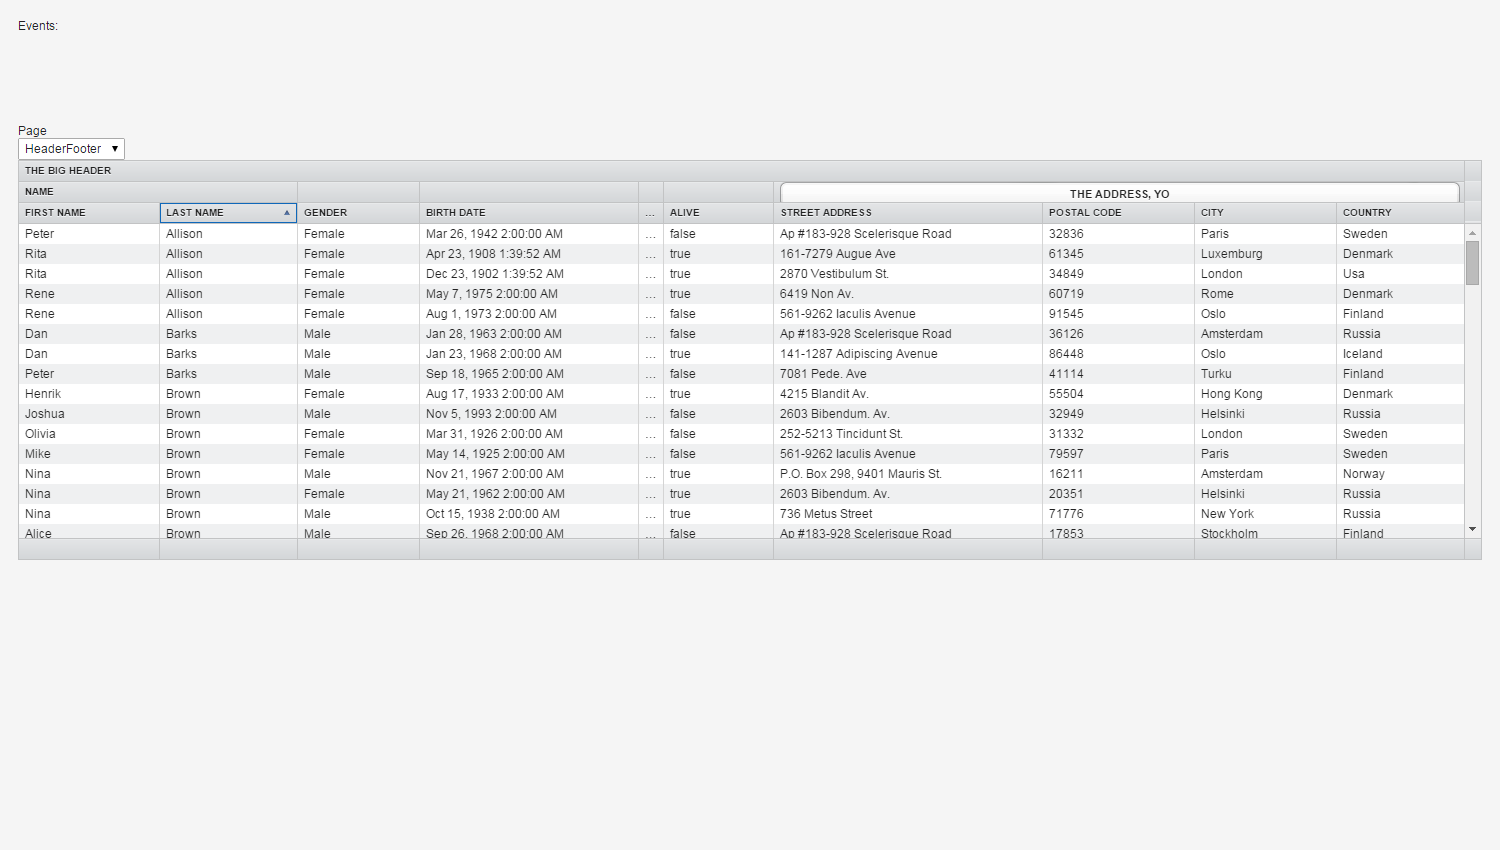 Events:
Page
HeaderFooter
THE BIG HEADER
NAME THE ADDRESS, YO
FIRST NAME LAST NAME GENDER BIRTH DATE ... ALIVE STREET ADDRESS POSTAL CODE CITY COUNTRY
Peter Allison Female Mar 26, 1942 2:00:00 AM ... false Ap #183-928 Scelerisque Road 32836 Paris Sweden
Rita Allison Female Apr 23, 1908 1:39:52 AM ... true 161-7279 Augue Ave 61345 Luxemburg Denmark
Rita Allison Female Dec 23, 1902 1:39:52 AM ... true 2870 Vestibulum St. 34849 London Usa
Rene Allison Female May 7, 1975 2:00:00 AM ... true 6419 Non Av. 60719 Rome Denmark
Rene Allison Female Aug 1, 1973 2:00:00 AM ... false 561-9262 Iaculis Avenue 91545 Oslo Finland
Dan Barks Male Jan 28, 1963 2:00:00 AM ... false Ap #183-928 Scelerisque Road 36126 Amsterdam Russia
Dan Barks Male Jan 23, 1968 2:00:00 AM ... true 141-1287 Adipiscing Avenue 86448 Oslo Iceland
Peter Barks Male Sep 18, 1965 2:00:00 AM ... false 7081 Pede. Ave 41114 Turku Finland
Henrik Brown Female Aug 17, 1933 2:00:00 AM ... true 4215 Blandit Av. 55504 Hong Kong Denmark
Joshua Brown Male Nov 5, 1993 2:00:00 AM ... false 2603 Bibendum. Av. 32949 Helsinki Russia
Olivia Brown Female Mar 31, 1926 2:00:00 AM ... false 252-5213 Tincidunt St. 31332 London Sweden
Mike Brown Female May 14, 1925 2:00:00 AM ... false 561-9262 Iaculis Avenue 79597 Paris Sweden
Nina Brown Male Nov 21, 1967 2:00:00 AM ... true P.O. Box 298, 9401 Mauris St. 16211 Amsterdam Norway
Nina Brown Female May 21, 1962 2:00:00 AM ... true 2603 Bibendum. Av. 20351 Helsinki Russia
Nina Brown Male Oct 15, 1938 2:00:00 AM ... true 736 Metus Street 71776 New York Russia
Alice Brown Male Sep 26, 1968 2:00:00 AM ... false Ap #183-928 Scelerisque Road 17853 Stockholm Finland